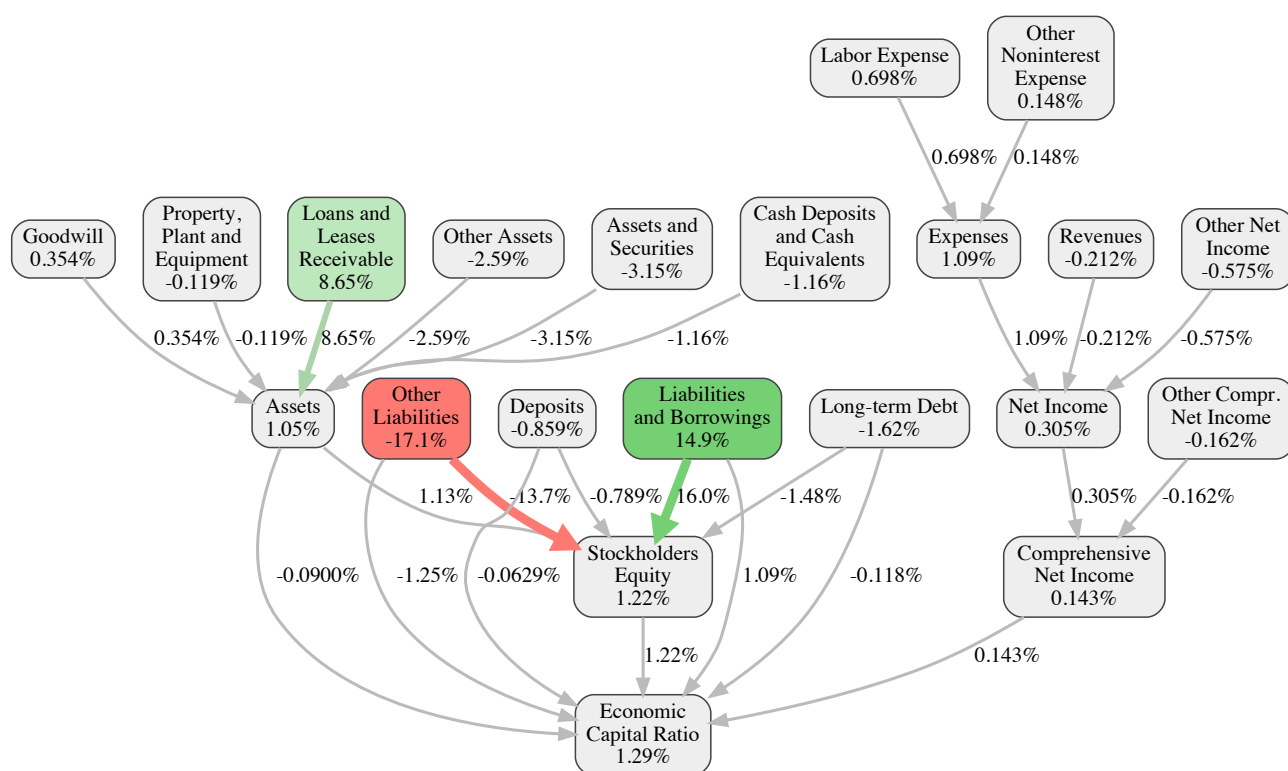 Labor Expense
0.698%
Other
Noninterest
Expense
0.148%
0.698%
0.148%
Goodwill
0.354%
Property,
Plant and
Equipment
-0.119%
Loans and
Leases
Receivable
8.65%
Other Assets
-2.59%
Assets and
Securities
-3.15%
Cash Deposits
and Cash
Equivalents
-1.16%
Expenses
1.09%
Revenues
-0.212%
Other Net
Income
-0.575%
0.354%
-0.119%
8.65%
-2.59%
-3.15%
-1.16%
1.09%
-0.212%
-0.575%
Assets
1.05%
Other
Liabilities
-17.1%
Deposits
-0.859%
Liabilities
and Borrowings
14.9%
Long-term Debt
-1.62%
Net Income
0.305%
Other Compr.
Net Income
-0.162%
1.13%
-13.7%
-0.789%
16.0%
-1.48%
0.305%
-0.162%
Stockholders
Equity
1.22%
Comprehensive
Net Income
0.143%
-0.0900%
-1.25%
-0.0629%
1.09%
-0.118%
1.22%
0.143%
Economic
Capital Ratio
1.29%